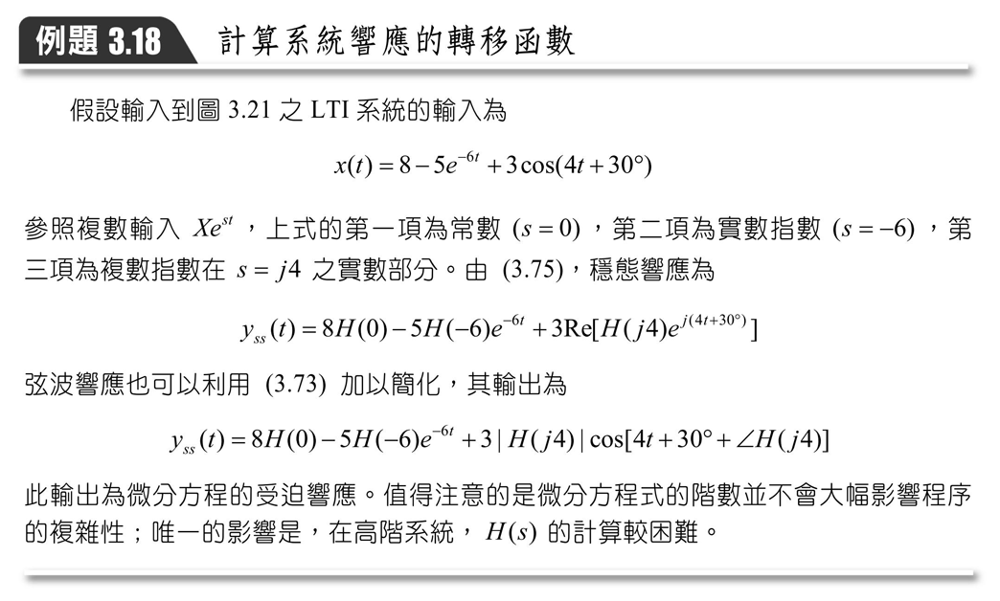 例題 3.18 計算系統響應的轉移函數
假設輸入到圖 3.21 之 LTI 系統的輸入為
x(t) = 8 − 5e^{−6t} + 3cos(4t + 30°)
參照複數輸入 Xe^{st}，上式的第一項為常數 (s = 0)，第二項為實數指數 (s = −6)，第
三項為複數指數在 s = j4 之實數部分。由 (3.75)，穩態響應為
y_{ss}(t) = 8H(0) − 5H(−6)e^{−6t} + 3Re[H(j4)e^{j(4t+30°)}]
弦波響應也可以利用 (3.73) 加以簡化，其輸出為
y_{ss}(t) = 8H(0) − 5H(−6)e^{−6t} + 3|H(j4)|cos[4t + 30° + ∠H(j4)]
此輸出為微分方程的受迫響應。值得注意的是微分方程式的階數並不會大幅影響程序
的複雜性；唯一的影響是，在高階系統，H(s) 的計算較困難。